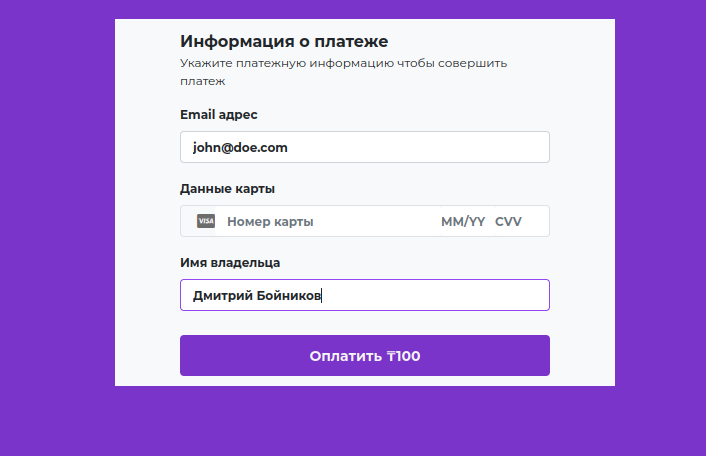 Информация о платеже
Укажите платежную информацию чтобы совершить
платеж
Email адрес
john@doe.com
Данные карты
VISA Номер карты MM/YY CVV
Имя владельца
Дмитрий Бойников
Оплатить ₸100